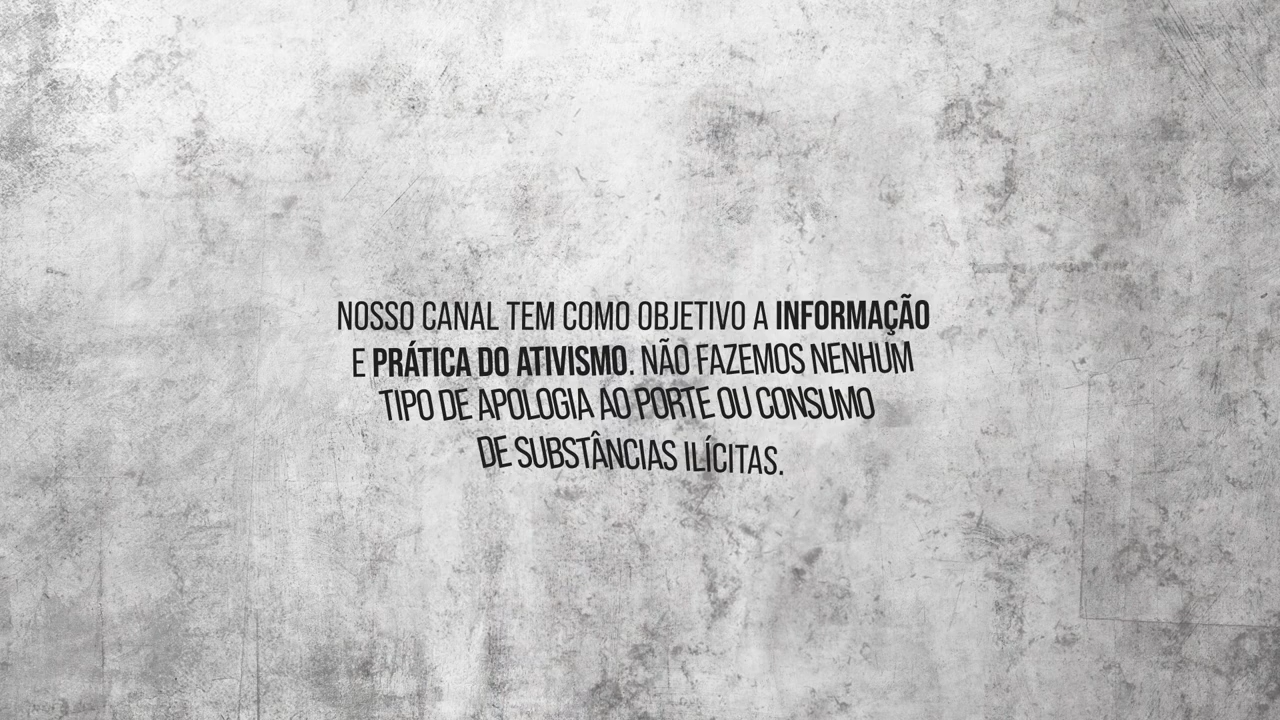 NOSSO CANAL TEM COMO OBJETIVO A INFORMAÇÃO
E PRÁTICA DO ATIVISMO. NÃO FAZEMOS NENHUM
TIPO DE APOLOGIA AO PORTE OU CONSUMO
DE SUBSTÂNCIAS ILÍCITAS.